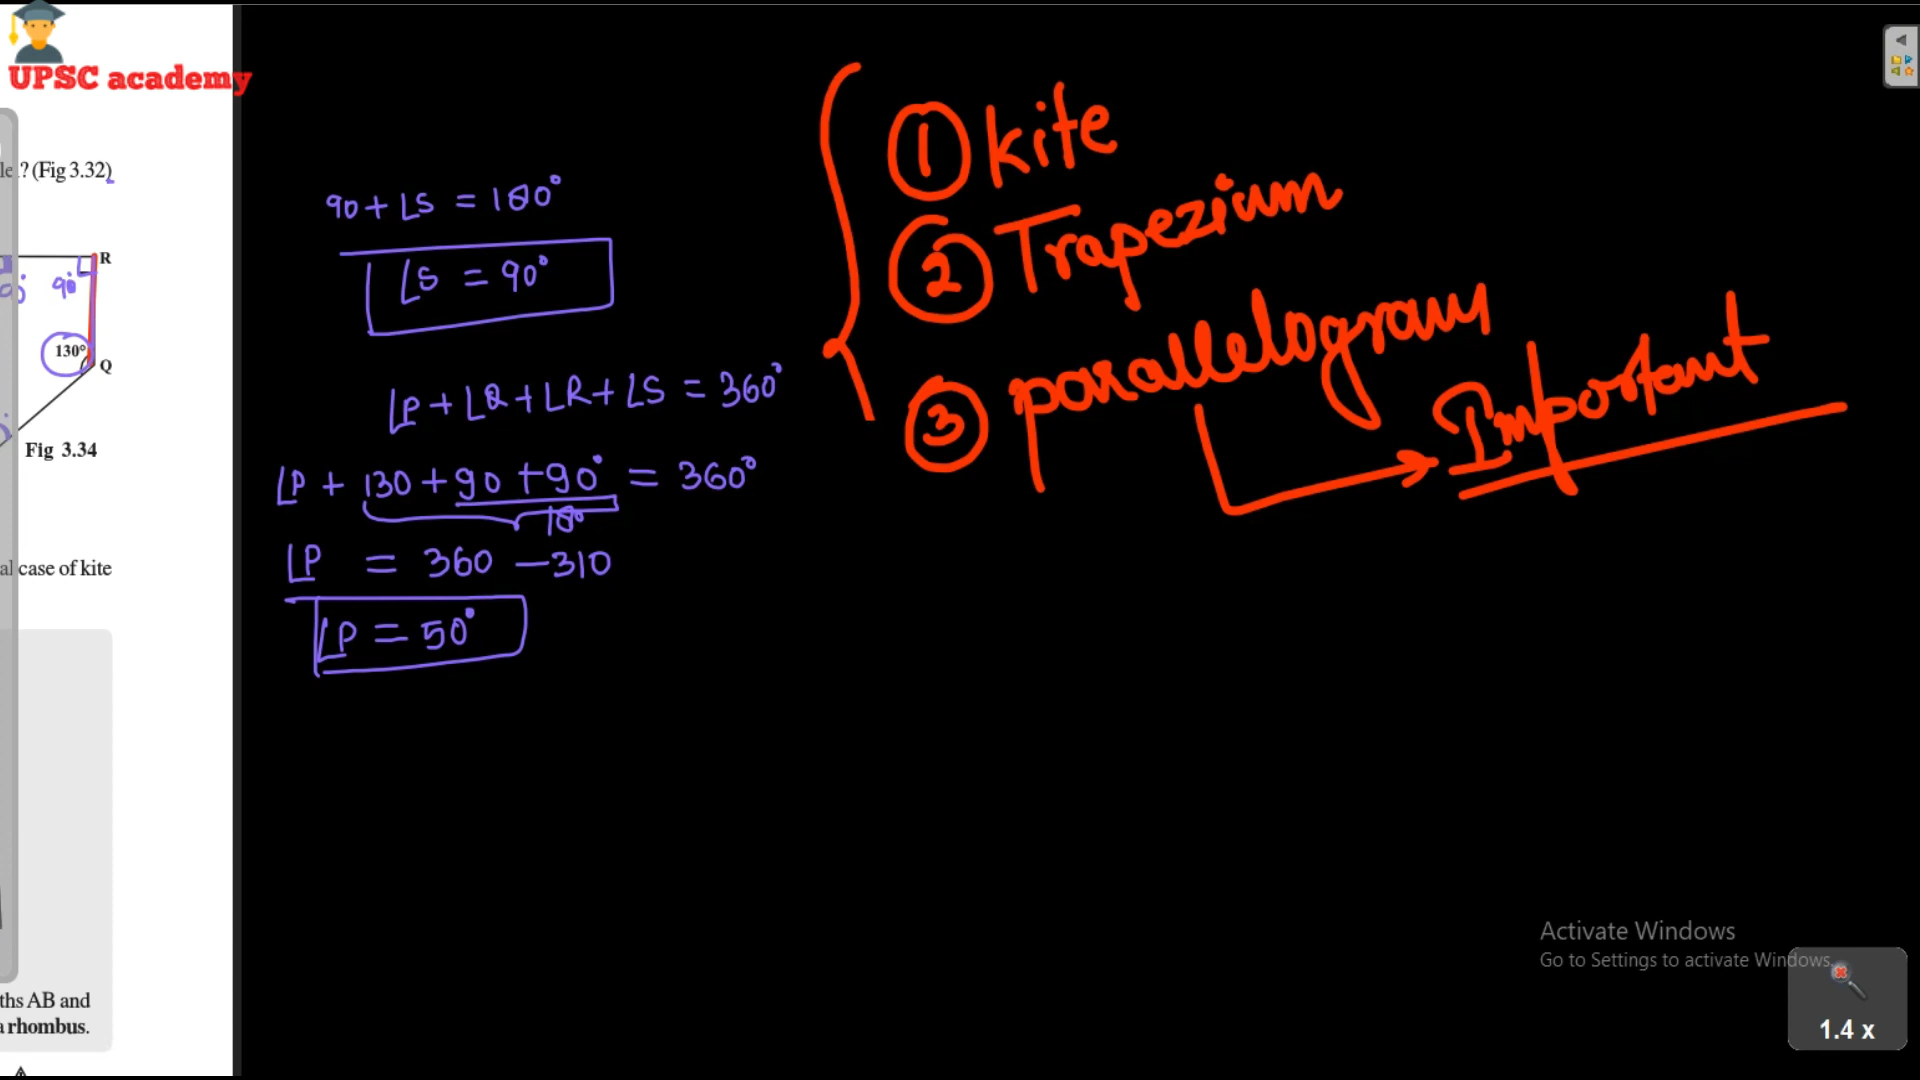 UPSC academy
le ? (Fig 3.32)
R
90°
130°
Q
Fig 3.34
al case of kite
ths AB and
a rhombus.
90 + ∠S = 180°
∠S = 90°
∠P + ∠Q + ∠R + ∠S = 360°
∠P + 130 + 90 + 90° = 360°
180
∠P = 360 – 310
∠P = 50°
① kite
② Trapezium
③ parallelogram
Important
Activate Windows
Go to Settings to activate Windows.
1.4 x